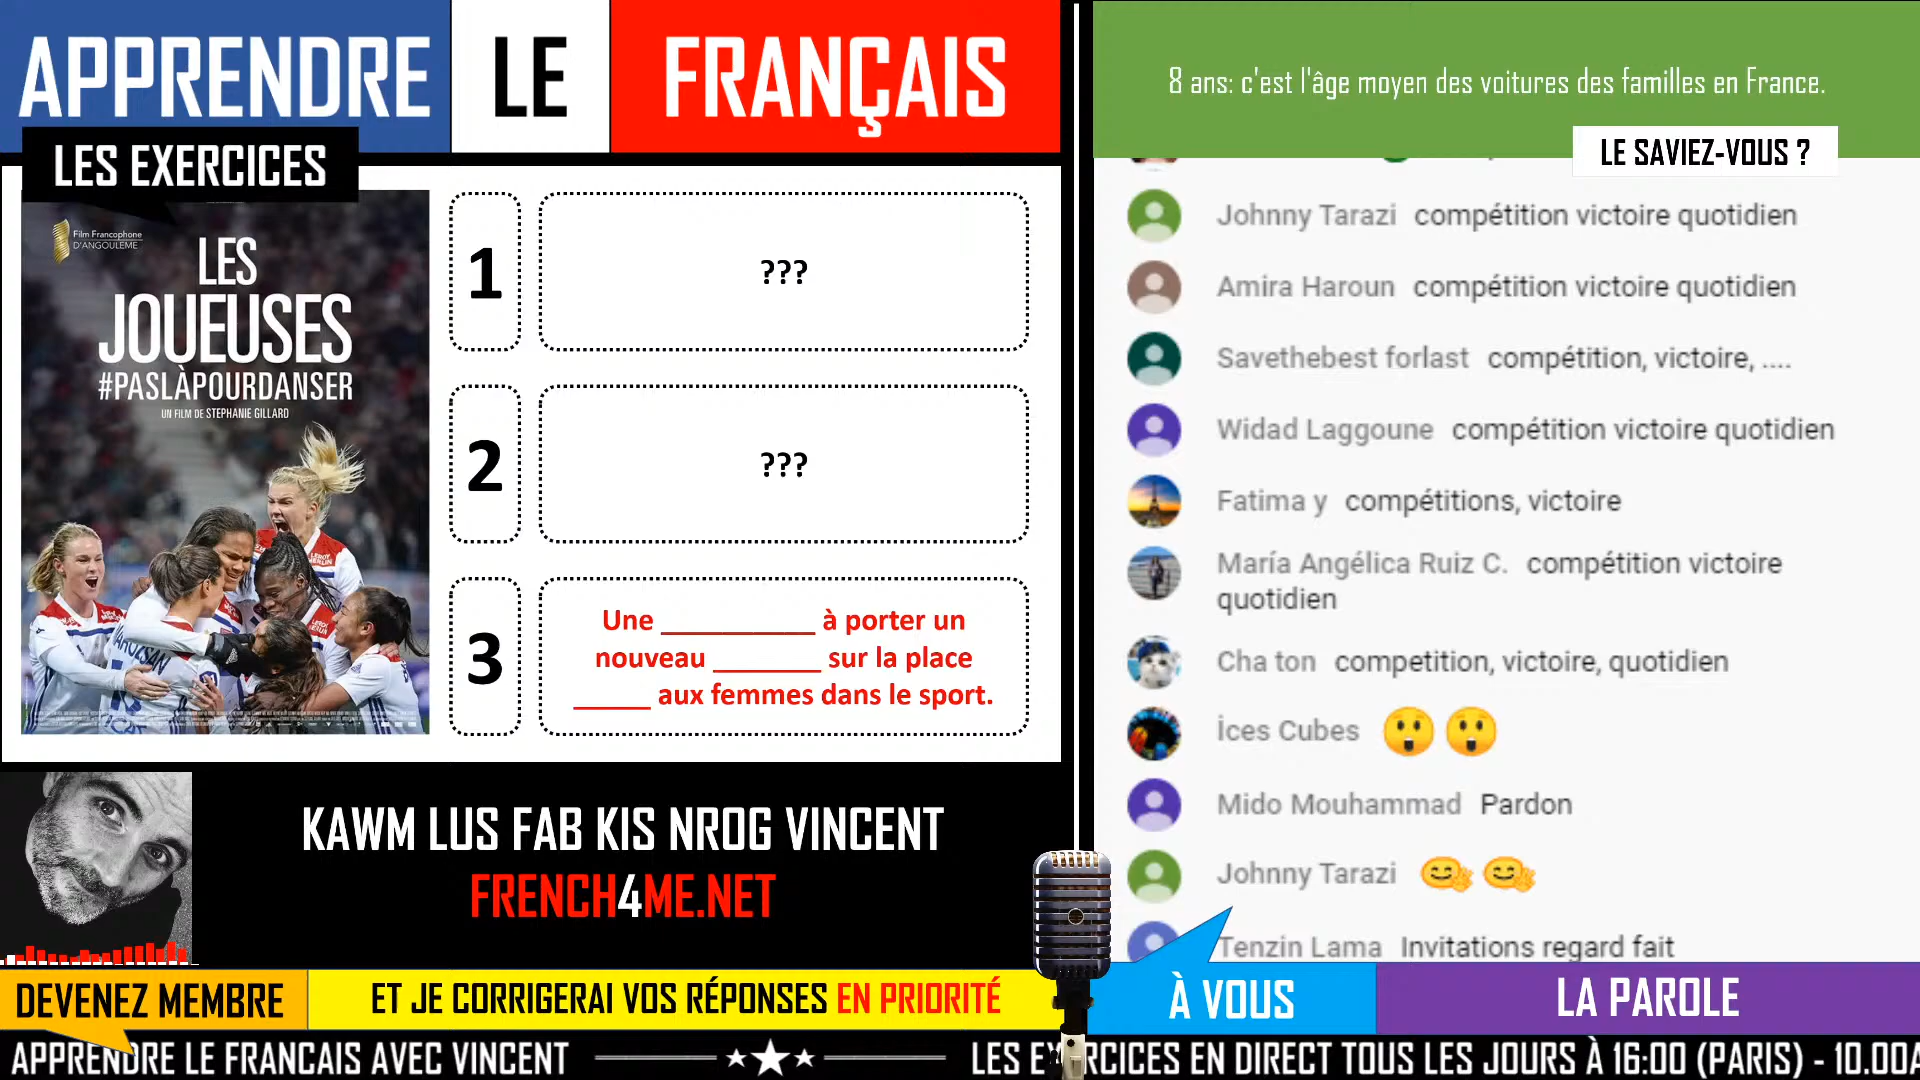 APPRENDRE LE FRANÇAIS
LES EXERCICES
Film Francophone
D'ANGOULÊME
LES
JOUEUSES
#PASLÀPOURDANSER
UN FILM DE STEPHANIE GILLARD
1
???
2
???
3
Une __________ à porter un
nouveau _______ sur la place
_____ aux femmes dans le sport.
KAWM LUS FAB KIS NROG VINCENT
FRENCH4ME.NET
DEVENEZ MEMBRE
ET JE CORRIGERAI VOS RÉPONSES EN PRIORITÉ
8 ans: c'est l'âge moyen des voitures des familles en France.
LE SAVIEZ-VOUS ?
Johnny Tarazi compétition victoire quotidien
Amira Haroun compétition victoire quotidien
Savethebest forlast compétition, victoire, ....
Widad Laggoune compétition victoire quotidien
Fatima y compétitions, victoire
María Angélica Ruiz C. compétition victoire
quotidien
Cha ton competition, victoire, quotidien
İces Cubes 😲😲
Mido Mouhammad Pardon
Johnny Tarazi 🤗🤗
Tenzin Lama Invitations regard fait
À VOUS
LA PAROLE
APPRENDRE LE FRANCAIS AVEC VINCENT
LES EXERCICES EN DIRECT TOUS LES JOURS À 16:00 (PARIS) - 10.00A